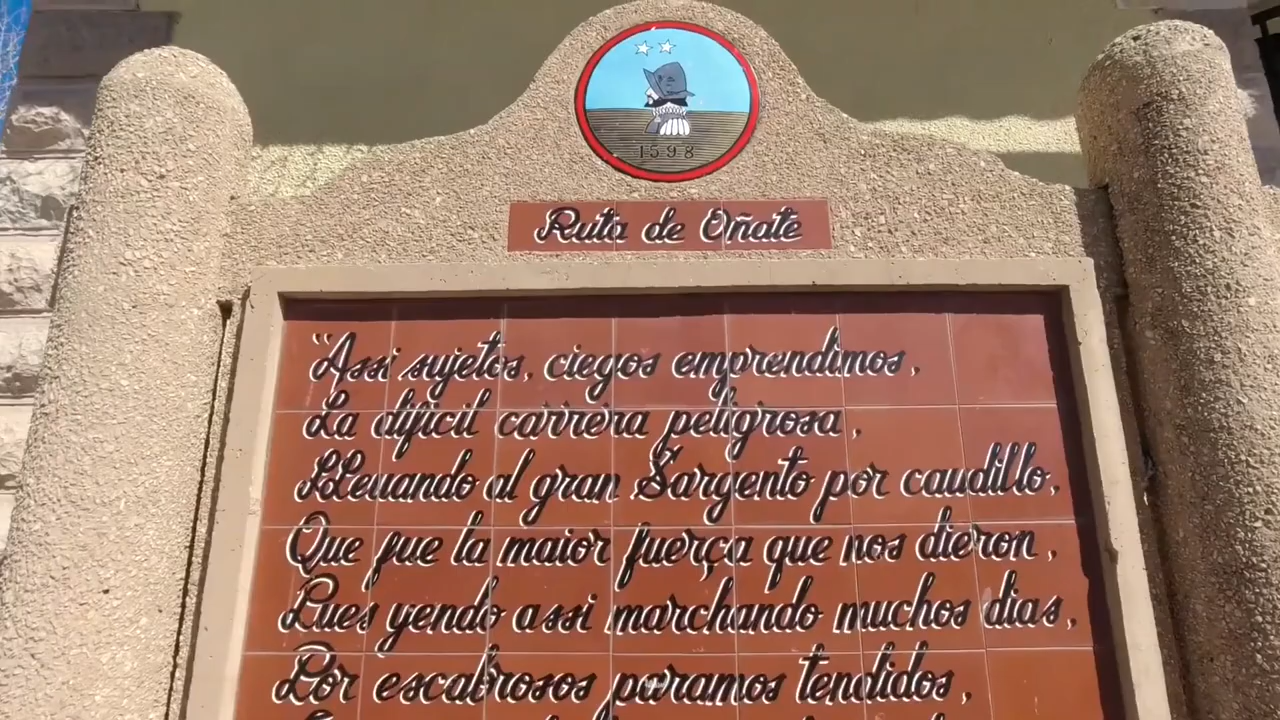 1598
Ruta de Oñate
“Assi sujetos, ciegos emprendimos,
La dificil carrera peligrosa,
LLeuando al gran Sargento por caudillo,
Que fue la maior fuerça que nos dieron,
Pues yendo assi marchando muchos dias,
Por escabrosos paramos tendidos,